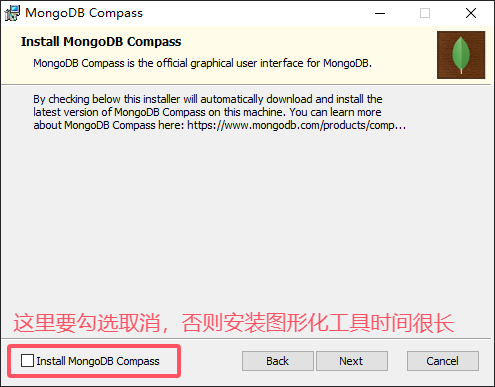 MongoDB Compass
Install MongoDB Compass
MongoDB Compass is the official graphical user interface for MongoDB.
By checking below this installer will automatically download and install the
latest version of MongoDB Compass on this machine. You can learn more
about MongoDB Compass here: https://www.mongodb.com/products/comp...
这里要勾选取消，否则安装图形化工具时间很长
Install MongoDB Compass
Back
Next
Cancel